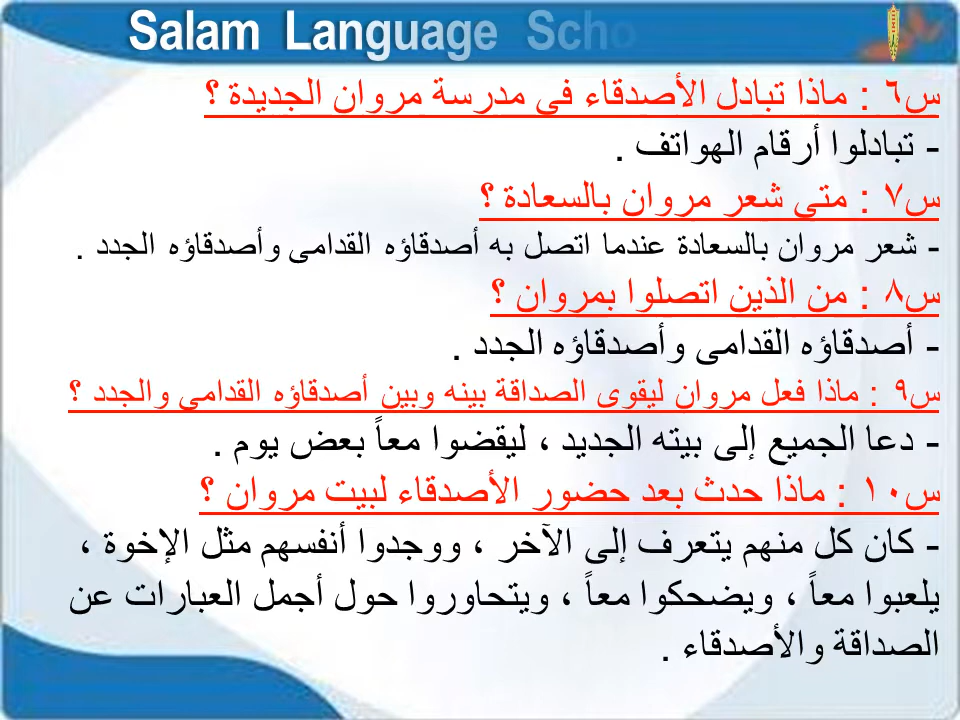 Salam Language Scho
س٦ : ماذا تبادل الأصدقاء في مدرسة مروان الجديدة ؟
- تبادلوا أرقام الهواتف .
س٧ : متى شعر مروان بالسعادة ؟
- شعر مروان بالسعادة عندما اتصل به أصدقاؤه القدامى وأصدقاؤه الجدد .
س٨ : من الذين اتصلوا بمروان ؟
- أصدقاؤه القدامى وأصدقاؤه الجدد .
س٩ : ماذا فعل مروان ليقوى الصداقة بينه وبين أصدقاؤه القدامي والجدد ؟
- دعا الجميع إلى بيته الجديد ، ليقضوا معاً بعض يوم .
س١٠ : ماذا حدث بعد حضور الأصدقاء لبيت مروان ؟
- كان كل منهم يتعرف إلى الآخر ، ووجدوا أنفسهم مثل الإخوة ،
يلعبوا معاً ، ويضحكوا معاً ، ويتحاوروا حول أجمل العبارات عن
الصداقة والأصدقاء .